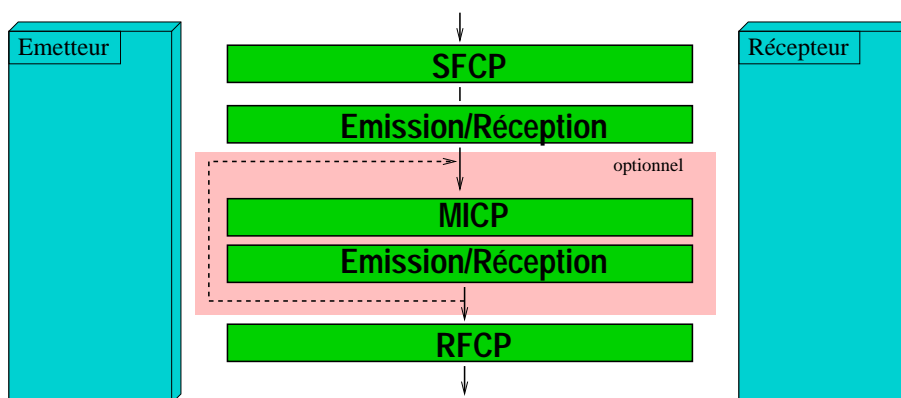 Emetteur
Récepteur
SFCP
Emission/Réception
optionnel
MICP
Emission/Réception
RFCP